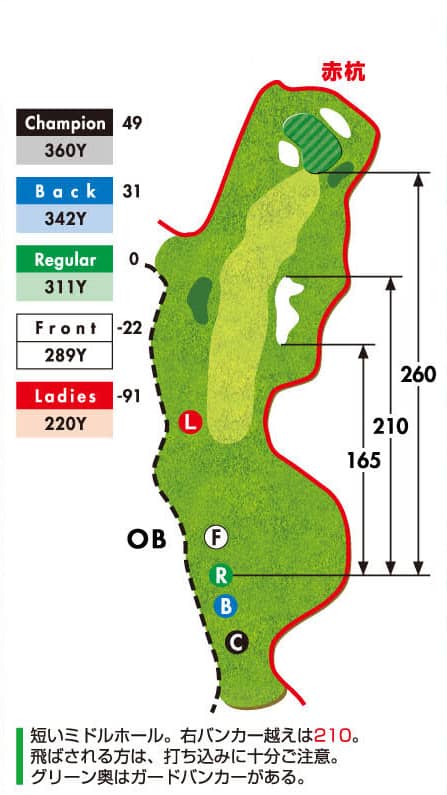 赤杭
Champion 49
360Y
Back 31
342Y
Regular 0
311Y
Front -22
289Y
Ladies -91
220Y
260
210
165
L
OB
F
R
B
C
短いミドルホール。右バンカー越えは210。
飛ばされる方は、打ち込みに十分ご注意。
グリーン奥はガードバンカーがある。